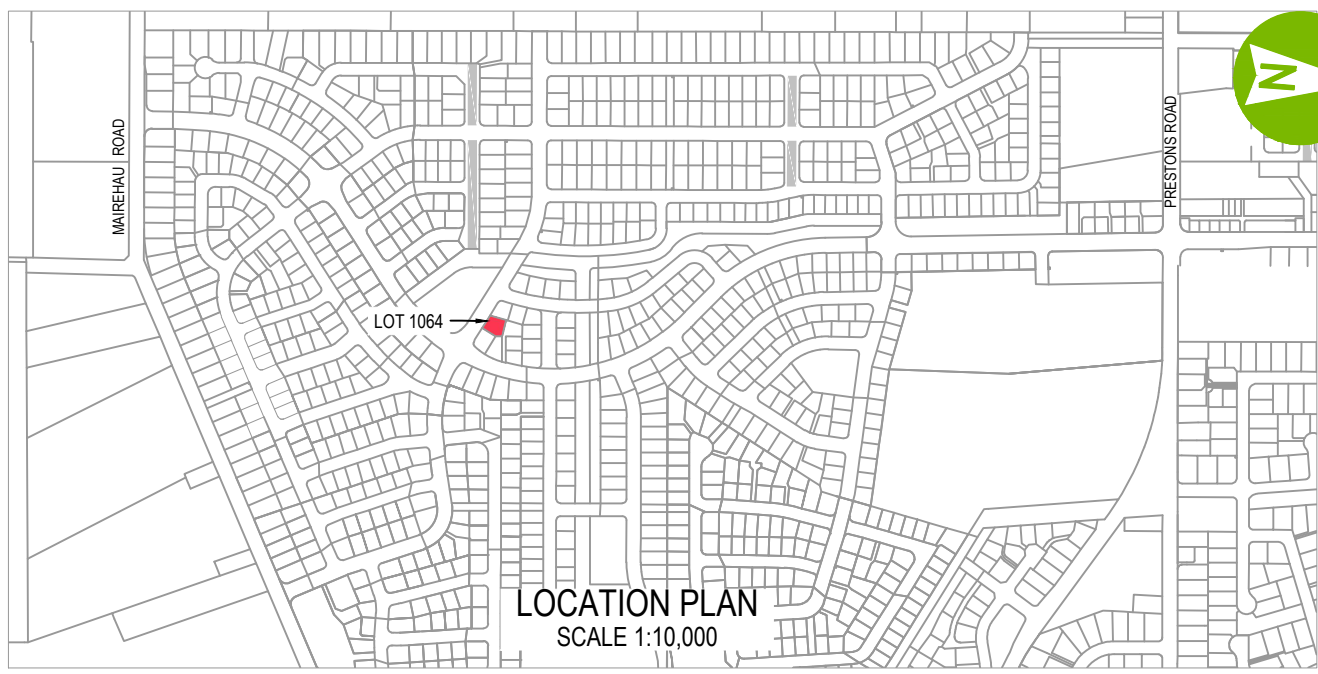 MAIREHAU ROAD
PRESTONS ROAD
N
LOT 1064
LOCATION PLAN
SCALE 1:10,000